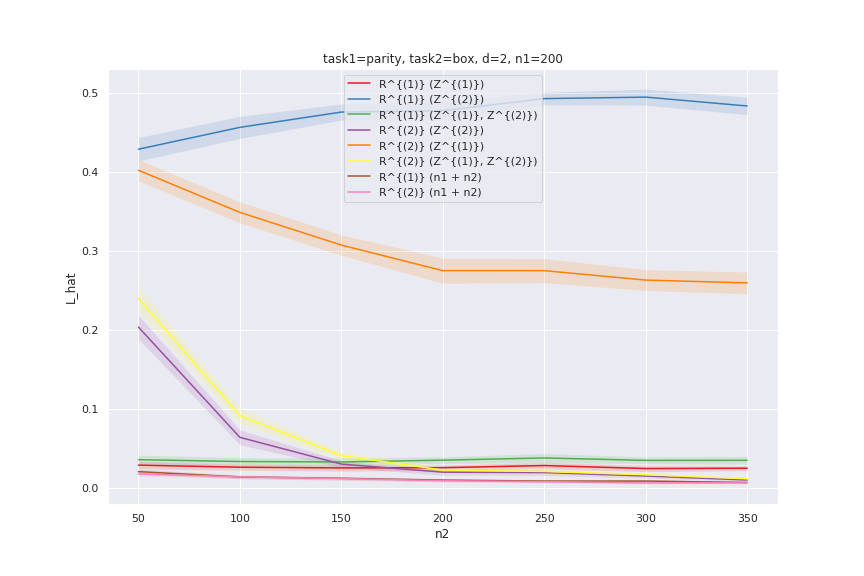 task1=parity, task2=box, d=2, n1=200
R^{(1)} (Z^{(1)})
R^{(1)} (Z^{(2)})
R^{(1)} (Z^{(1)}, Z^{(2)})
R^{(2)} (Z^{(2)})
R^{(2)} (Z^{(1)})
R^{(2)} (Z^{(1)}, Z^{(2)})
R^{(1)} (n1 + n2)
R^{(2)} (n1 + n2)
L_hat
0.5
0.4
0.3
0.2
0.1
0.0
50 100 150 200 250 300 350
n2